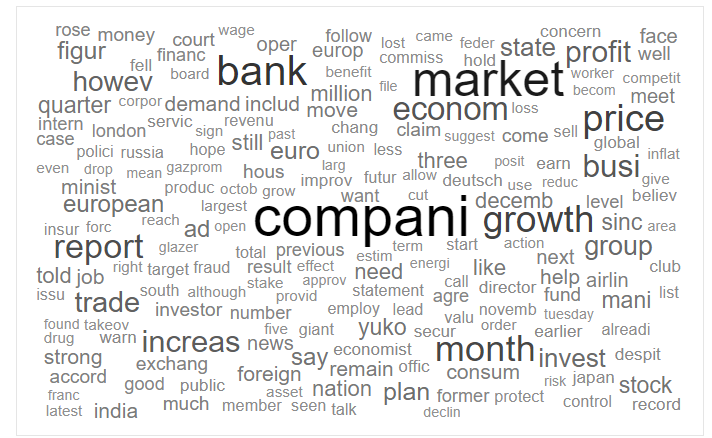 rose money court wage follow lost came feder concern face
figur financ oper europ commiss hold state profit well
fell board bank benefit file market worker competit
howev million becom meet
quarter corpor demand includ move econom loss price
intern servic revenu chang claim suggest come sell global
case london sign past still union less inflat
polici russia hope euro larg three posit earn busi give
even drop mean gazprom hous improv futur allow deutsch use reduc believ
minist produc octob grow want cut decemb level
european largest compani growth sinc area
insur forc reach ad open
report glazer total previous term start action group
told job right target fraud result effect estim need energi like next club
issu south although stake approv call director help airlin
trade investor number provid statement agre fund mani list
found takeov five giant employ lead valu novemb tuesday
drug warn increas news yuko secur order earlier alreadi
strong exchang say economist month invest despit
accord good public foreign remain offic consum risk japan stock
franc asset nation plan former protect
latest india much member seen talk declin control record